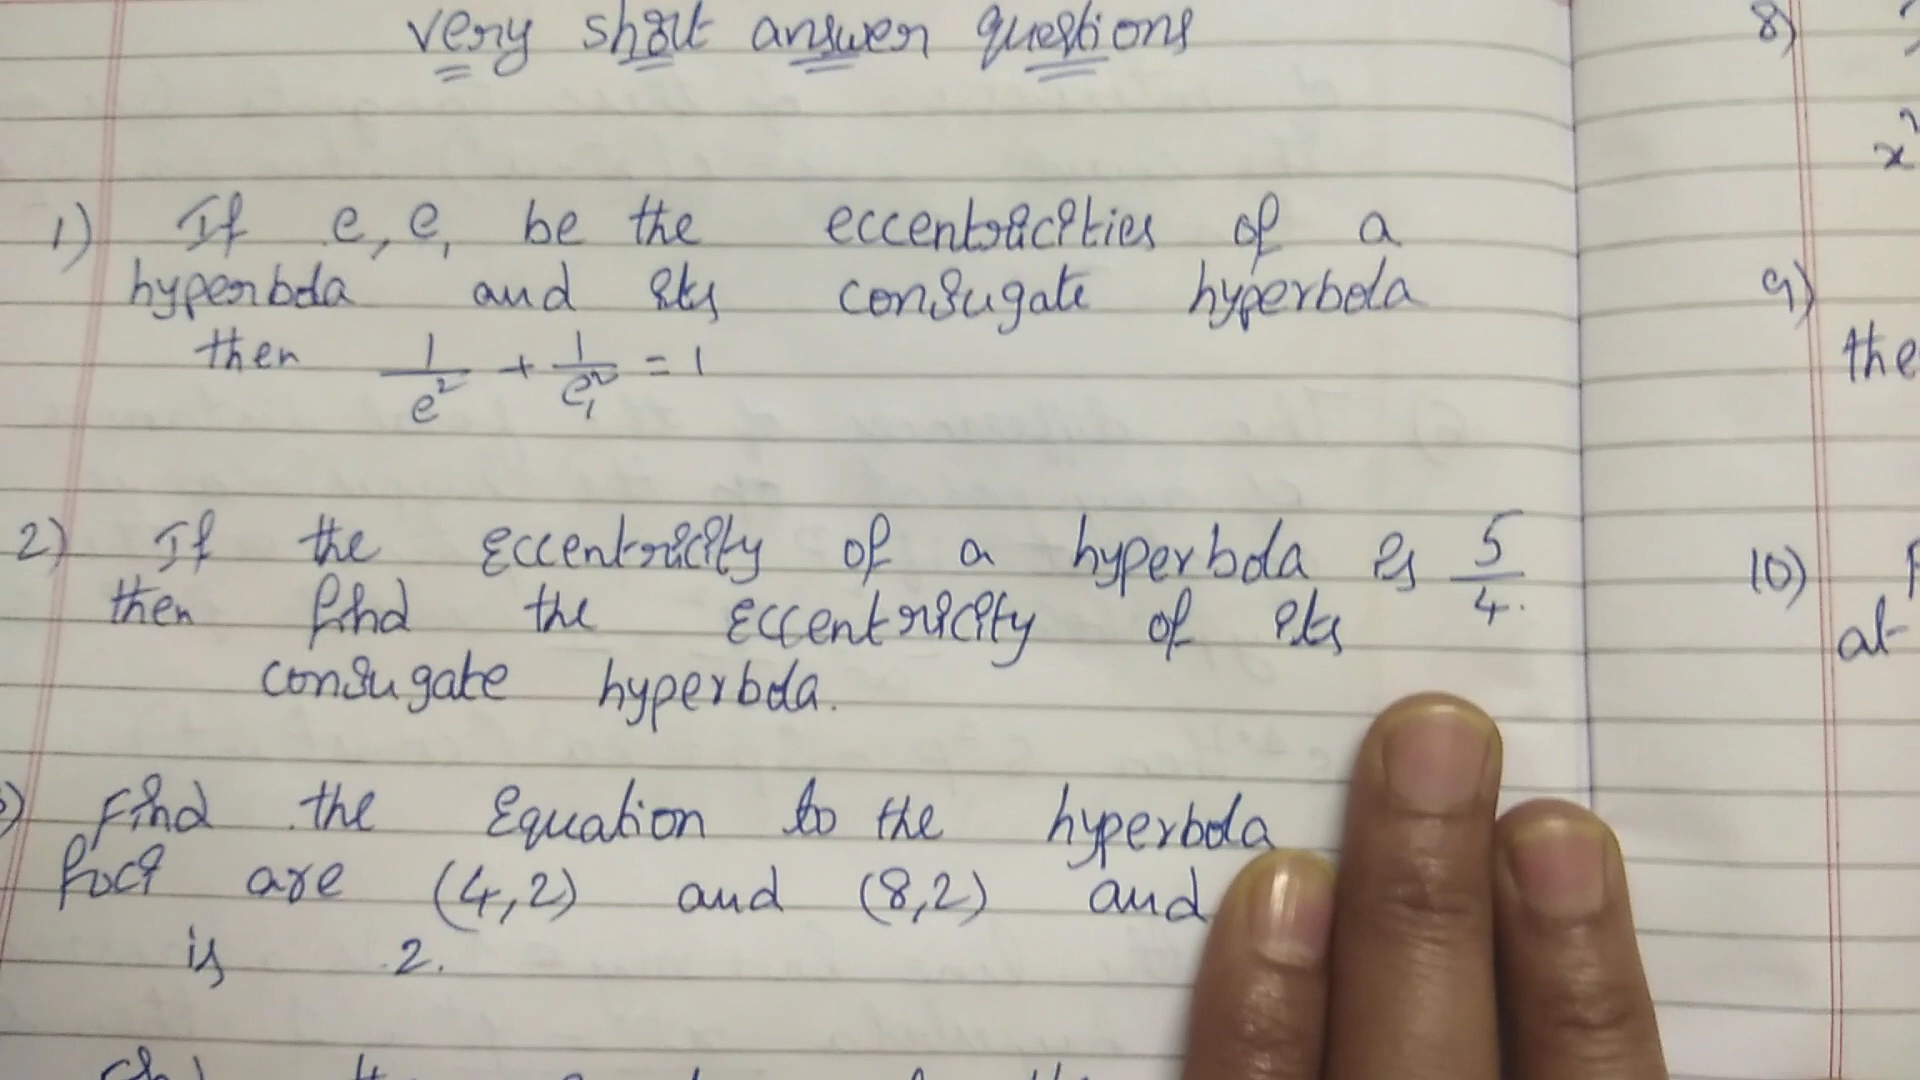 very short answer questions
1) If e, e₁ be the eccentricities of a
hyperbola and its conjugate hyperbola
then 1/e² + 1/e₁² = 1
2) If the eccentricity of a hyperbola is 5/4.
then find the eccentricity of its
conjugate hyperbola.
Find the Equation to the hyperbola
foci are (4,2) and (8,2) and
is 2.
8)
x²
9)
the
10)
at